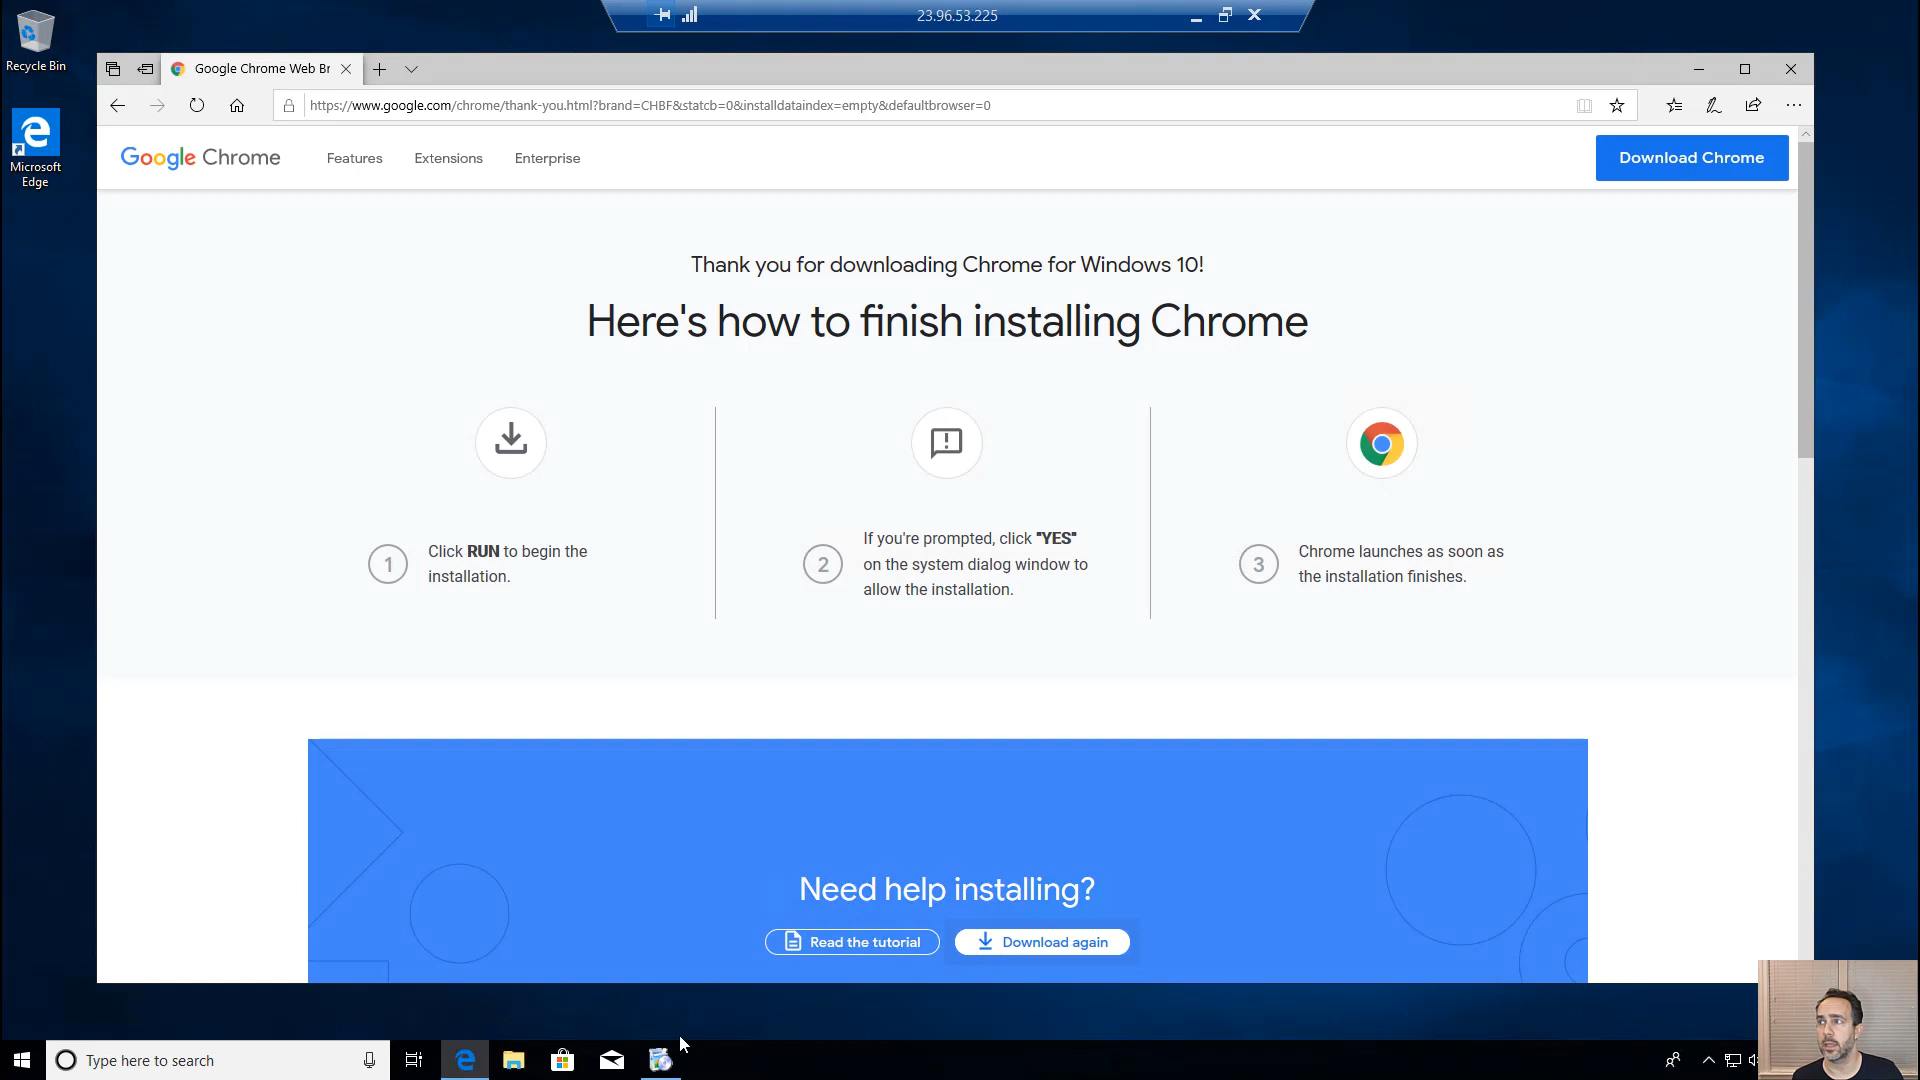 23.96.53.225
Recycle Bin
Microsoft
Edge
Google Chrome Web Br
https://www.google.com/chrome/thank-you.html?brand=CHBF&statcb=0&installdataindex=empty&defaultbrowser=0
Google Chrome
Features
Extensions
Enterprise
Download Chrome
Thank you for downloading Chrome for Windows 10!
Here's how to finish installing Chrome
1
Click RUN to begin the
installation.
2
If you're prompted, click "YES"
on the system dialog window to
allow the installation.
3
Chrome launches as soon as
the installation finishes.
Need help installing?
Read the tutorial
Download again
Type here to search